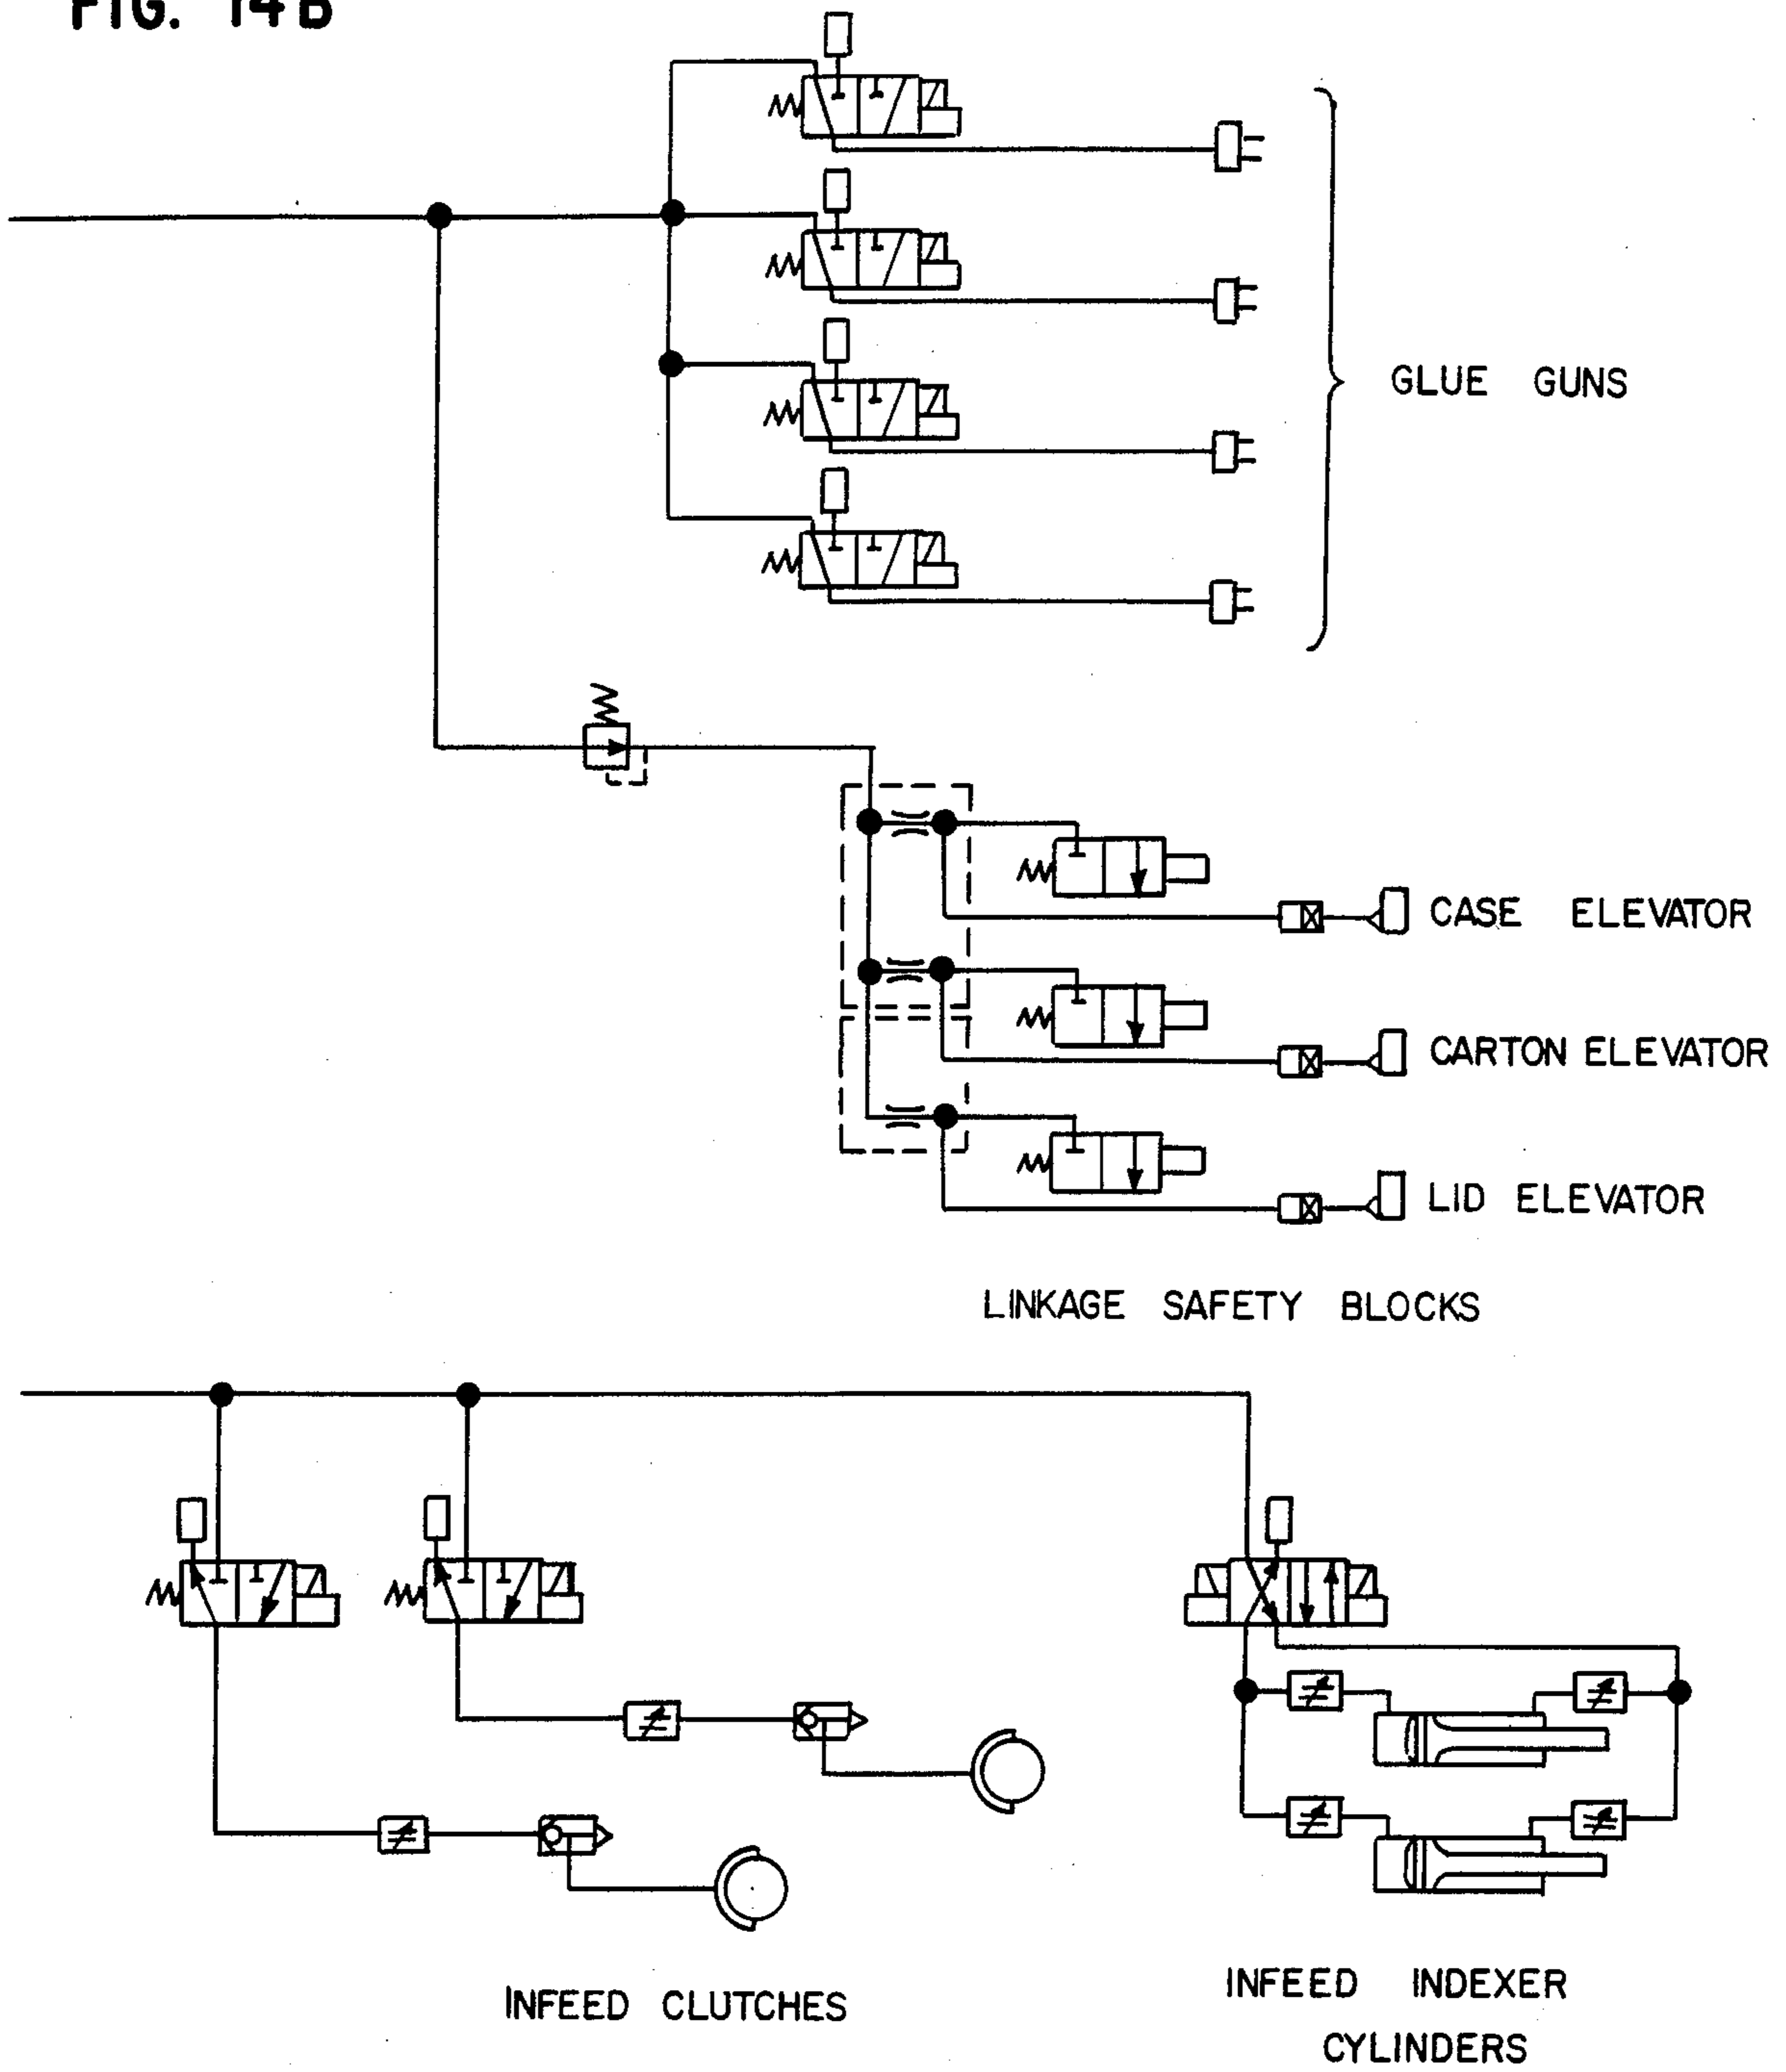 FIG. 14B
GLUE GUNS
CASE ELEVATOR
CARTON ELEVATOR
LID ELEVATOR
LINKAGE SAFETY BLOCKS
INFEED CLUTCHES
INFEED INDEXER
CYLINDERS